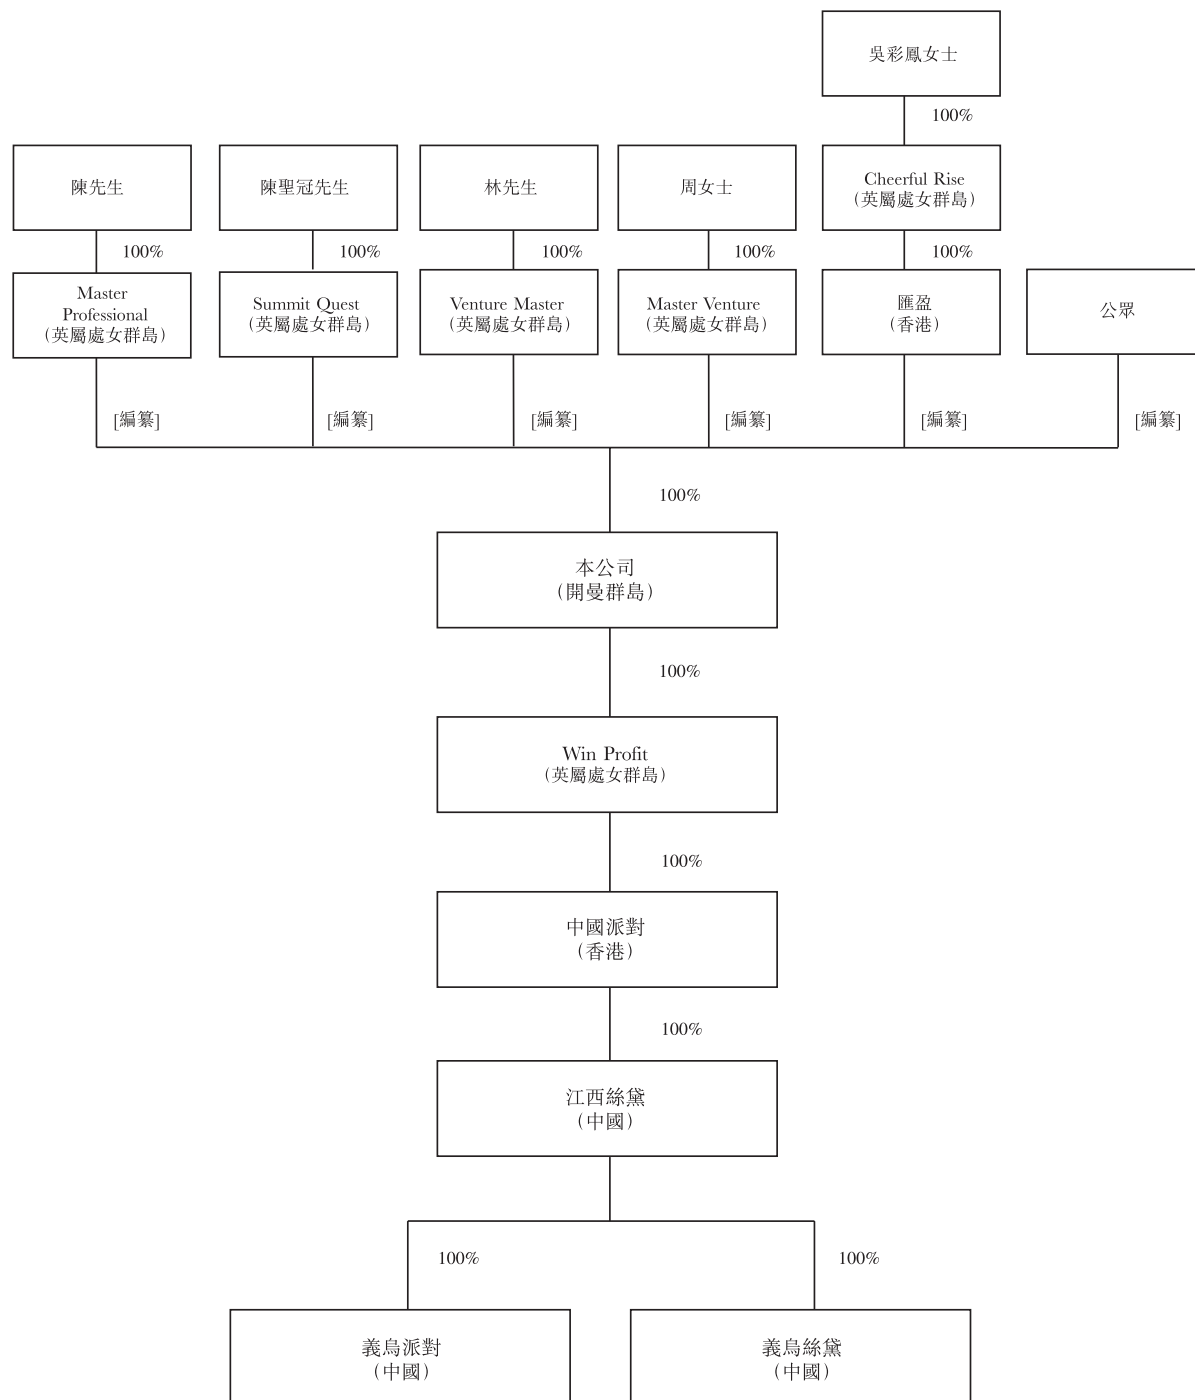 吳彩鳳女士
100%
陳先生
陳聖冠先生
林先生
周女士
Cheerful Rise
(英屬處女群島)
100%
100%
100%
100%
100%
Master
Professional
(英屬處女群島)
Summit Quest
(英屬處女群島)
Venture Master
(英屬處女群島)
Master Venture
(英屬處女群島)
匯盈
(香港)
公眾
[編纂]
[編纂]
[編纂]
[編纂]
[編纂]
[編纂]
100%
本公司
(開曼群島)
100%
Win Profit
(英屬處女群島)
100%
中國派對
(香港)
100%
江西絲黛
(中國)
100%
100%
義烏派對
(中國)
義烏絲黛
(中國)